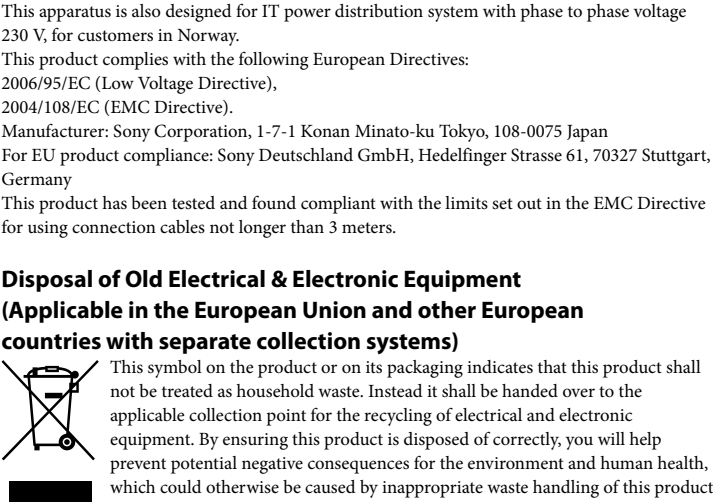 This apparatus is also designed for IT power distribution system with phase to phase voltage
230 V, for customers in Norway.
This product complies with the following European Directives:
2006/95/EC (Low Voltage Directive),
2004/108/EC (EMC Directive).
Manufacturer: Sony Corporation, 1-7-1 Konan Minato-ku Tokyo, 108-0075 Japan
For EU product compliance: Sony Deutschland GmbH, Hedelfinger Strasse 61, 70327 Stuttgart,
Germany
This product has been tested and found compliant with the limits set out in the EMC Directive
for using connection cables not longer than 3 meters.
Disposal of Old Electrical & Electronic Equipment
(Applicable in the European Union and other European
countries with separate collection systems)
This symbol on the product or on its packaging indicates that this product shall
not be treated as household waste. Instead it shall be handed over to the
applicable collection point for the recycling of electrical and electronic
equipment. By ensuring this product is disposed of correctly, you will help
prevent potential negative consequences for the environment and human health,
which could otherwise be caused by inappropriate waste handling of this product